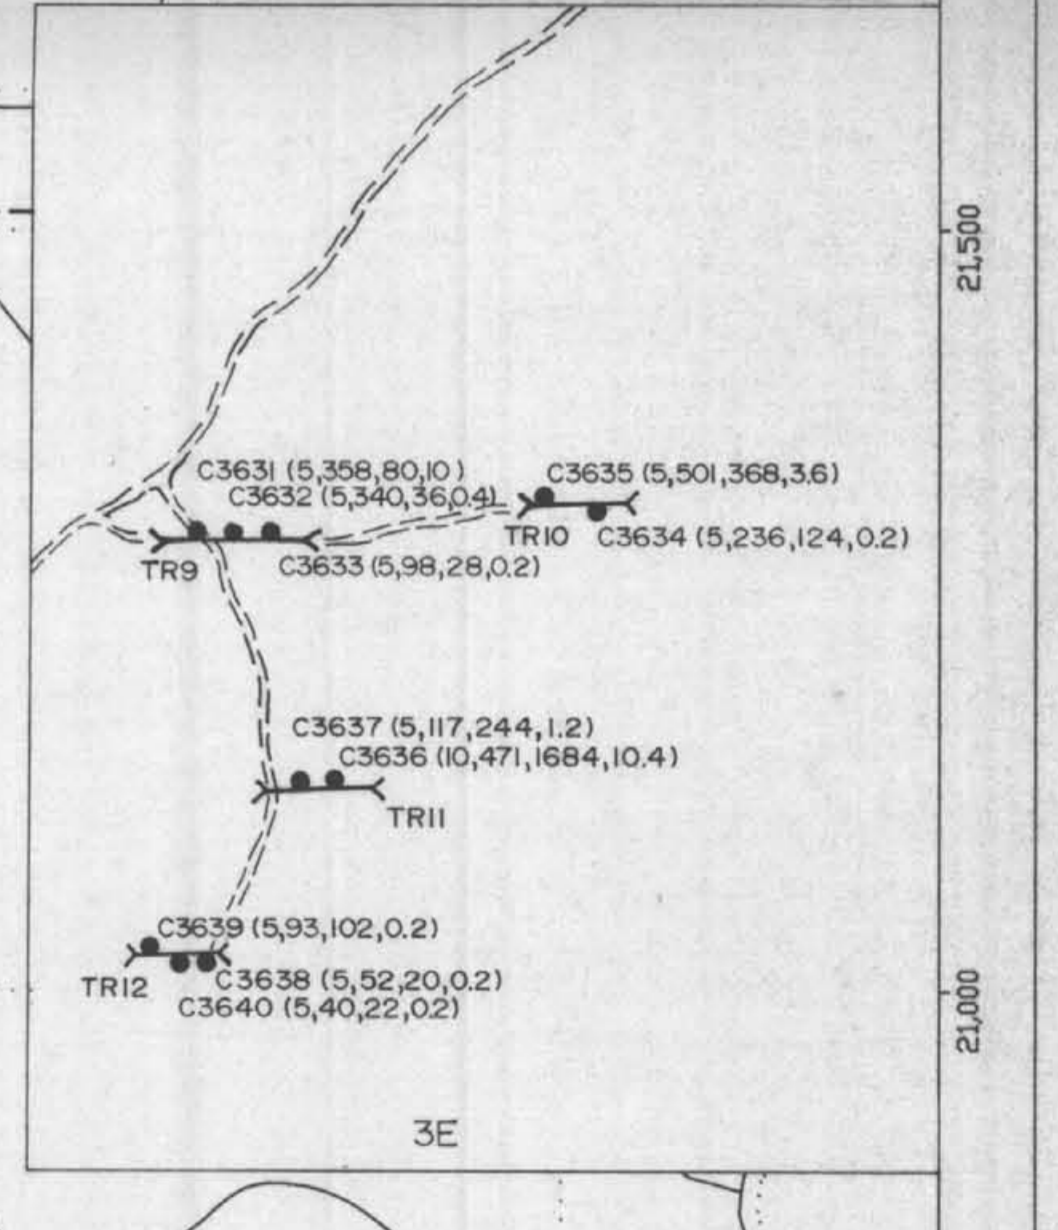 21,500
C3631 (5,358,80,10)
C3635 (5,501,368,3.6)
C3632 (5,340,36,0.4)
TR10
C3634 (5,236,124,0.2)
TR9
C3633 (5,98,28,0.2)
C3637 (5,117,244,1.2)
C3636 (10,471,1684,10.4)
TR11
C3639 (5,93,102,0.2)
TR12
C3638 (5,52,20,0.2)
C3640 (5,40,22,0.2)
21,000
3E